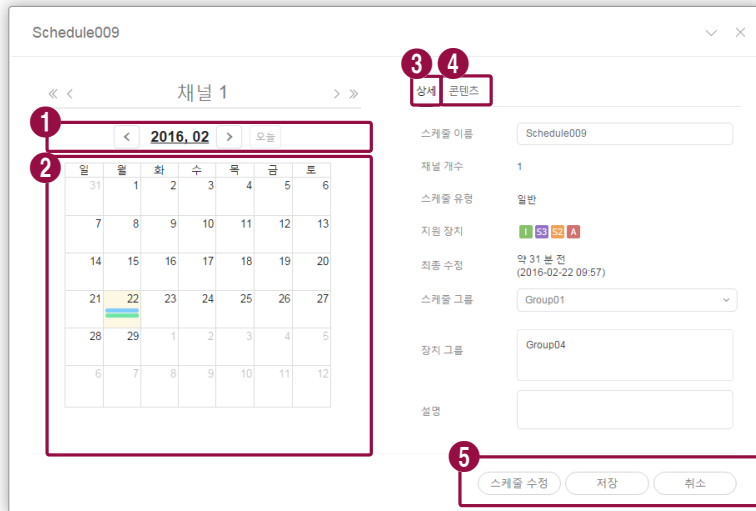 Schedule009
채널 1
2016, 02
오늘
일 월 화 수 목 금 토
31 1 2 3 4 5 6
7 8 9 10 11 12 13
14 15 16 17 18 19 20
21 22 23 24 25 26 27
28 29 1 2 3 4 5
6 7 8 9 10 11 12
1
2
3
4
상세 콘텐츠
스케줄 이름 Schedule009
채널 개수 1
스케줄 유형 일반
지원 장치 I S3 S2 A
최종 수정 약 31 분 전
(2016-02-22 09:57)
스케줄 그룹 Group01
장치 그룹 Group04
설명
5
스케줄 수정 저장 취소